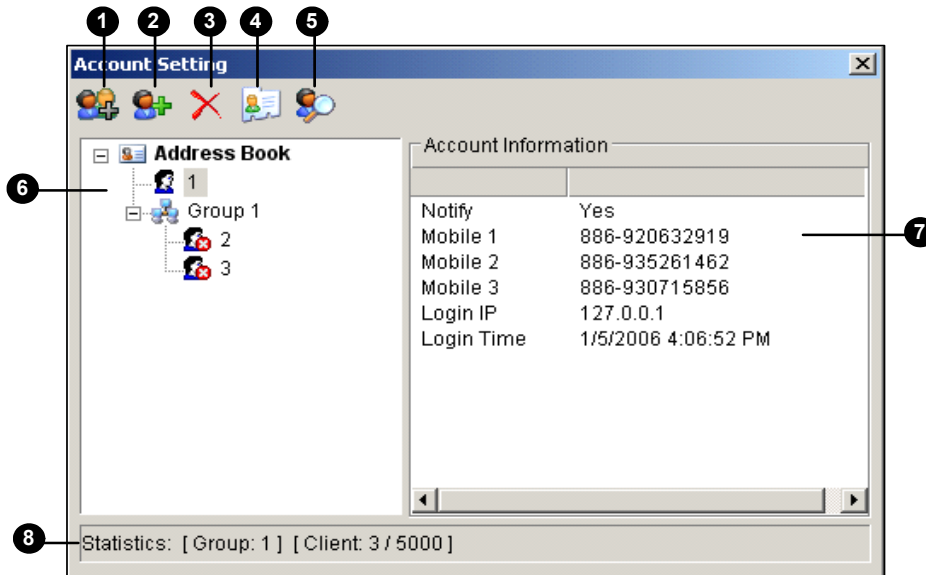 1 2 3 4 5
Account Setting
Address Book
6
1
Group 1
2
3
Account Information
Notify Yes
Mobile 1 886-920632919
7
Mobile 2 886-935261462
Mobile 3 886-930715856
Login IP 127.0.0.1
Login Time 1/5/2006 4:06:52 PM
8
Statistics: [ Group: 1 ] [ Client: 3 / 5000 ]